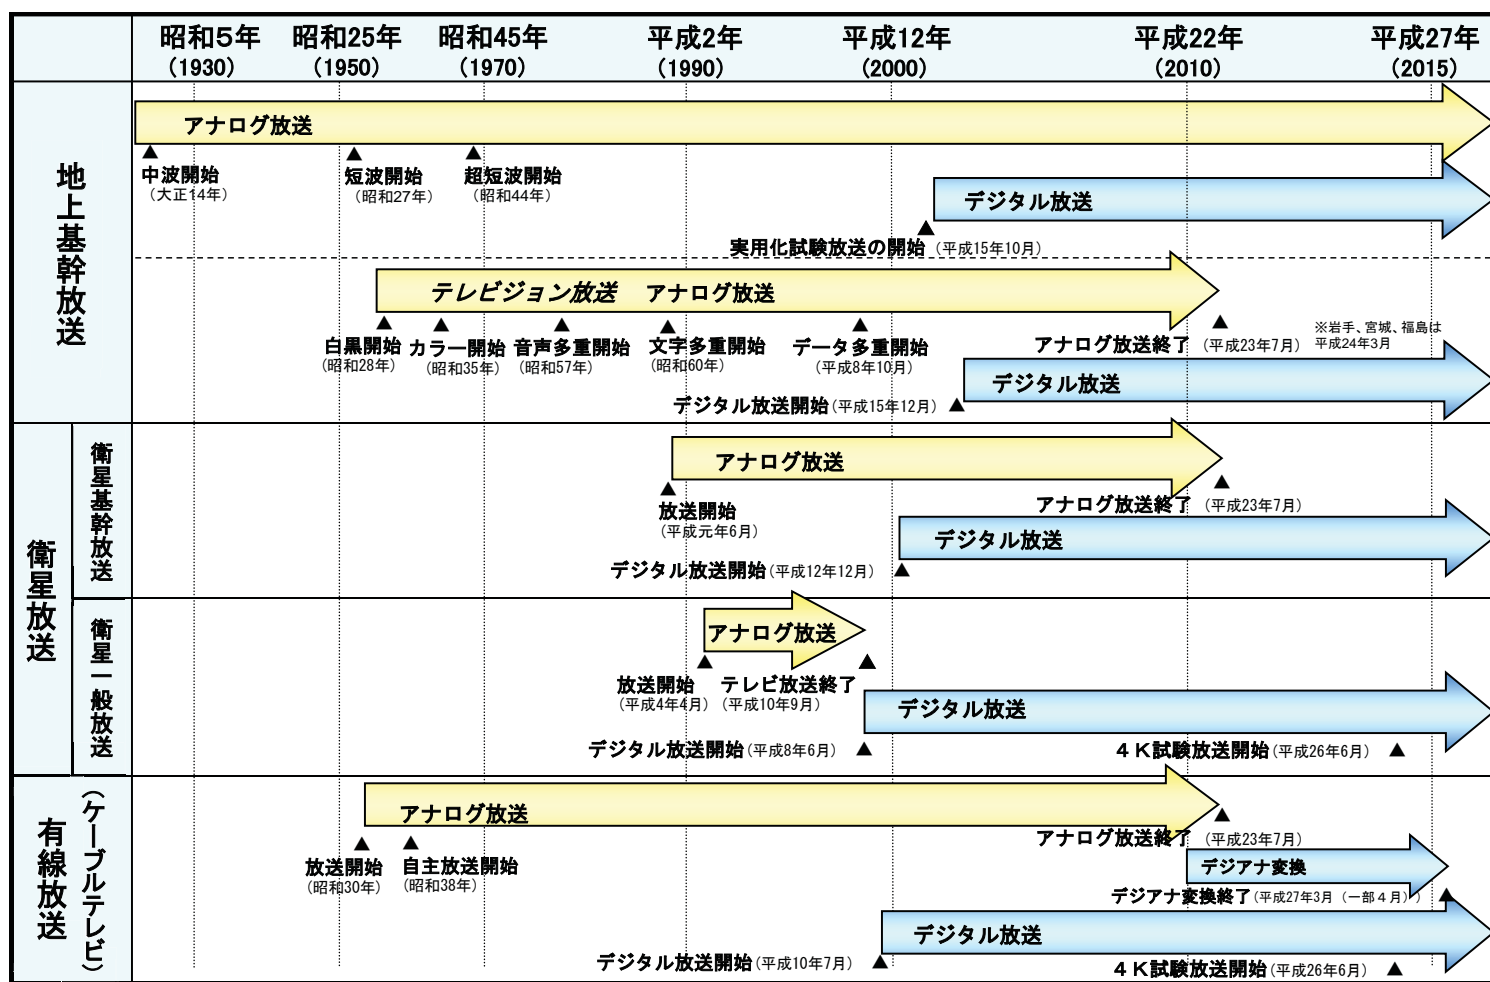 昭和5年 昭和25年 昭和45年 平成2年 平成12年 平成22年 平成27年
(1930) (1950) (1970) (1990) (2000) (2010) (2015)
地上基幹放送
アナログ放送
中波開始 短波開始 超短波開始
(大正14年) (昭和27年) (昭和44年)
デジタル放送
実用化試験放送の開始 (平成15年10月)
テレビジョン放送 アナログ放送
白黒開始 カラー開始 音声多重開始 文字多重開始 データ多重開始
(昭和28年) (昭和35年) (昭和57年) (昭和60年) (平成8年10月)
アナログ放送終了 (平成23年7月)
※岩手、宮城、福島は
平成24年3月
デジタル放送
デジタル放送開始(平成15年12月)
衛星放送
衛星基幹放送
アナログ放送
放送開始
(平成元年6月)
アナログ放送終了 (平成23年7月)
デジタル放送
デジタル放送開始(平成12年12月)
衛星一般放送
アナログ放送
放送開始 テレビ放送終了
(平成4年4月) (平成10年9月)
デジタル放送
デジタル放送開始(平成8年6月)
4K試験放送開始(平成26年6月)
有線放送
(ケーブルテレビ)
アナログ放送
放送開始 自主放送開始
(昭和30年) (昭和38年)
アナログ放送終了 (平成23年7月)
デジアナ変換
デジアナ変換終了(平成27年3月(一部4月))
デジタル放送
デジタル放送開始(平成10年7月)
4K試験放送開始(平成26年6月)